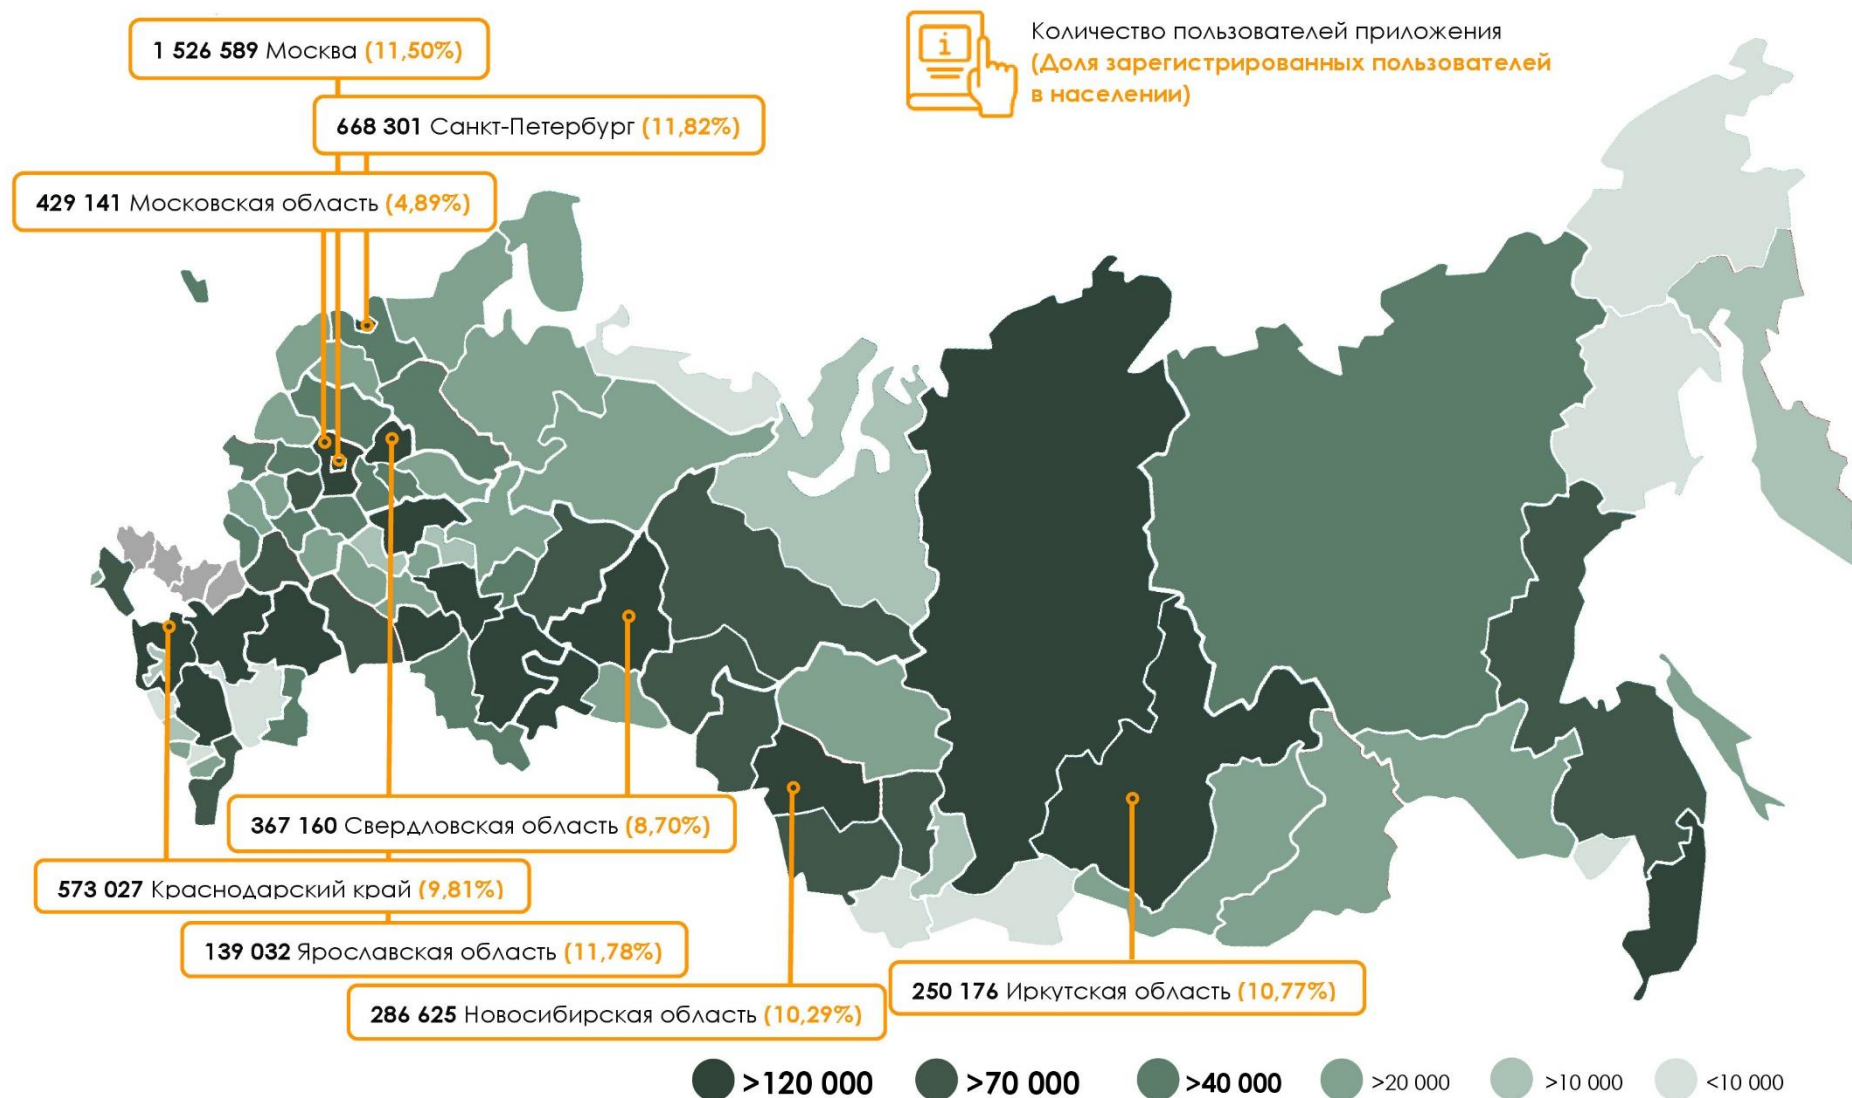 1 526 589 Москва (11,50%)
668 301 Санкт-Петербург (11,82%)
429 141 Московская область (4,89%)
Количество пользователей приложения
(Доля зарегистрированных пользователей
в населении)
367 160 Свердловская область (8,70%)
573 027 Краснодарский край (9,81%)
139 032 Ярославская область (11,78%)
286 625 Новосибирская область (10,29%)
250 176 Иркутская область (10,77%)
>120 000 >70 000 >40 000 >20 000 >10 000 <10 000